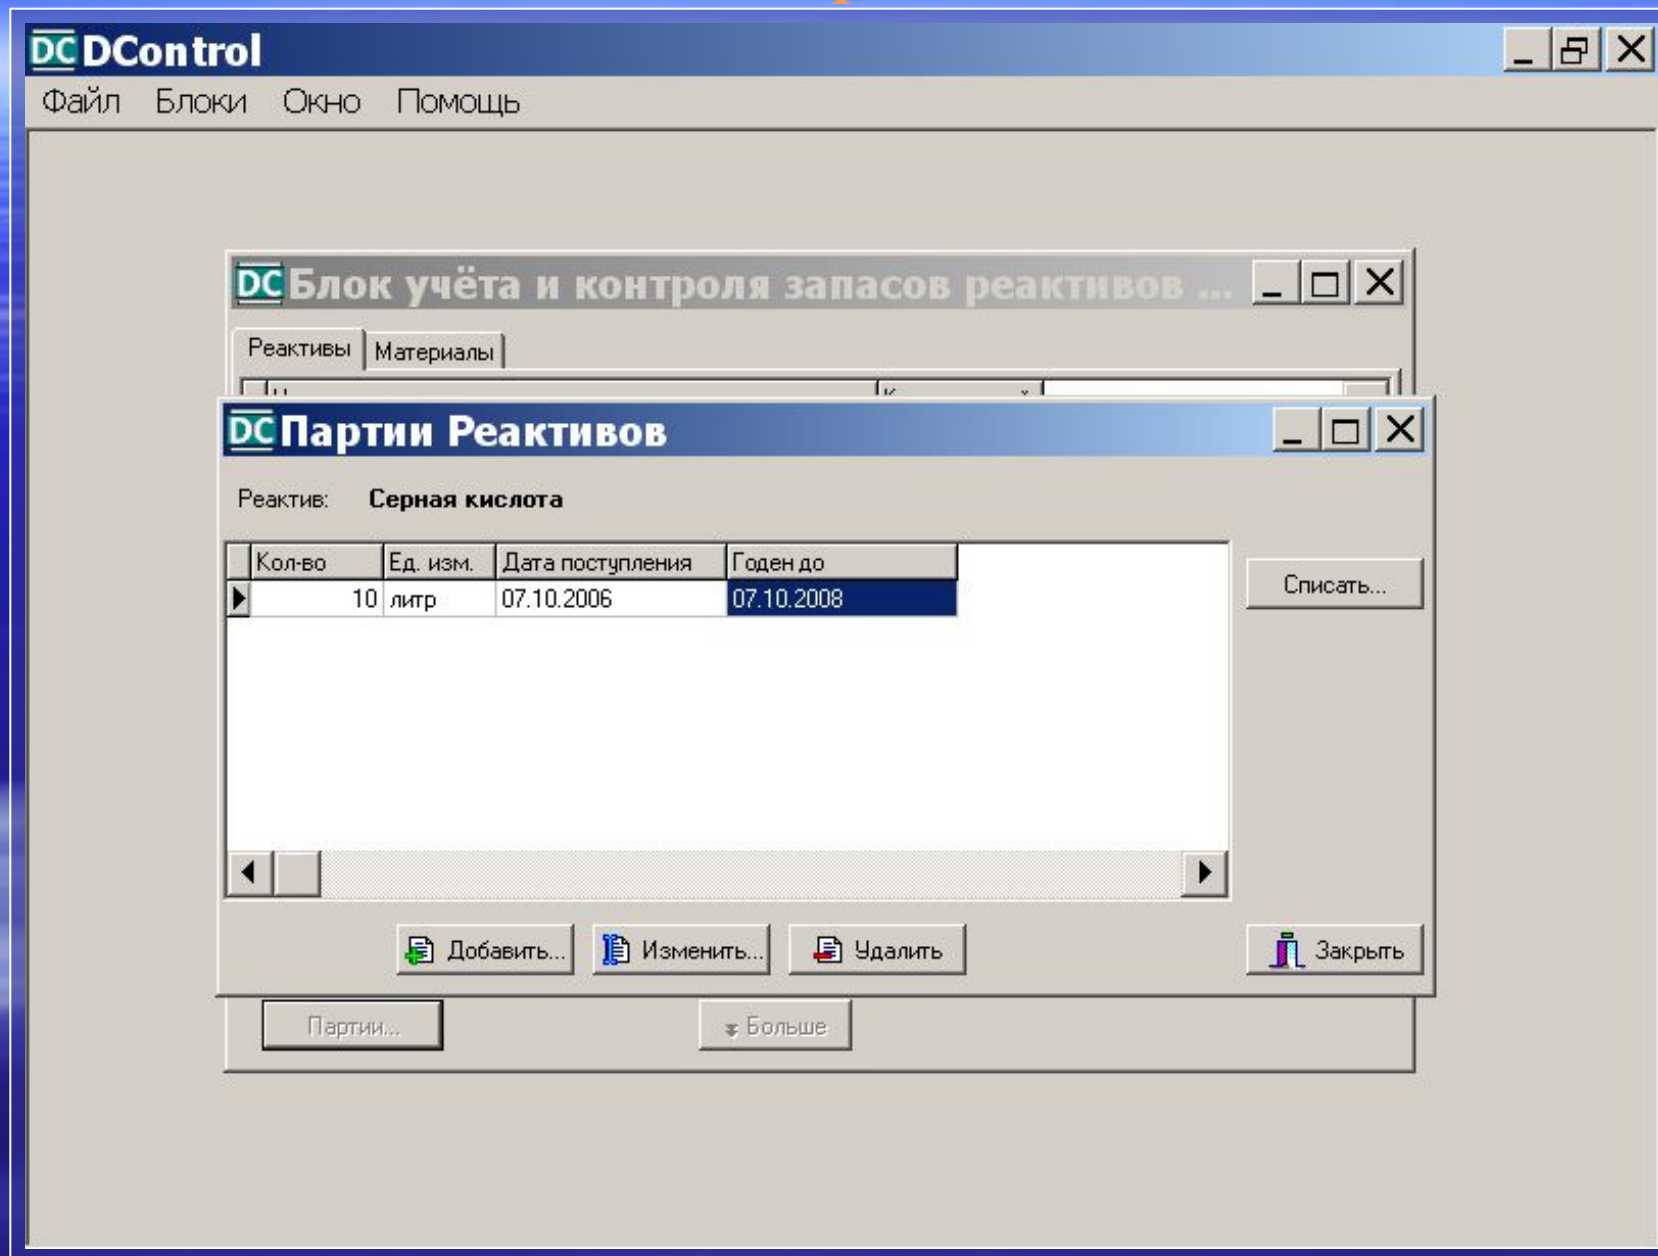 DC DControl
Файл Блоки Окно Помощь
DC Блок учёта и контроля запасов реактивов ...
Реактивы Материалы
DC Партии Реактивов
Реактив: Серная кислота
Кол-во Ед. изм. Дата поступления Годен до
10 литр 07.10.2006 07.10.2008
Списать...
Добавить... Изменить... Удалить Закрыть
Партии... Больше